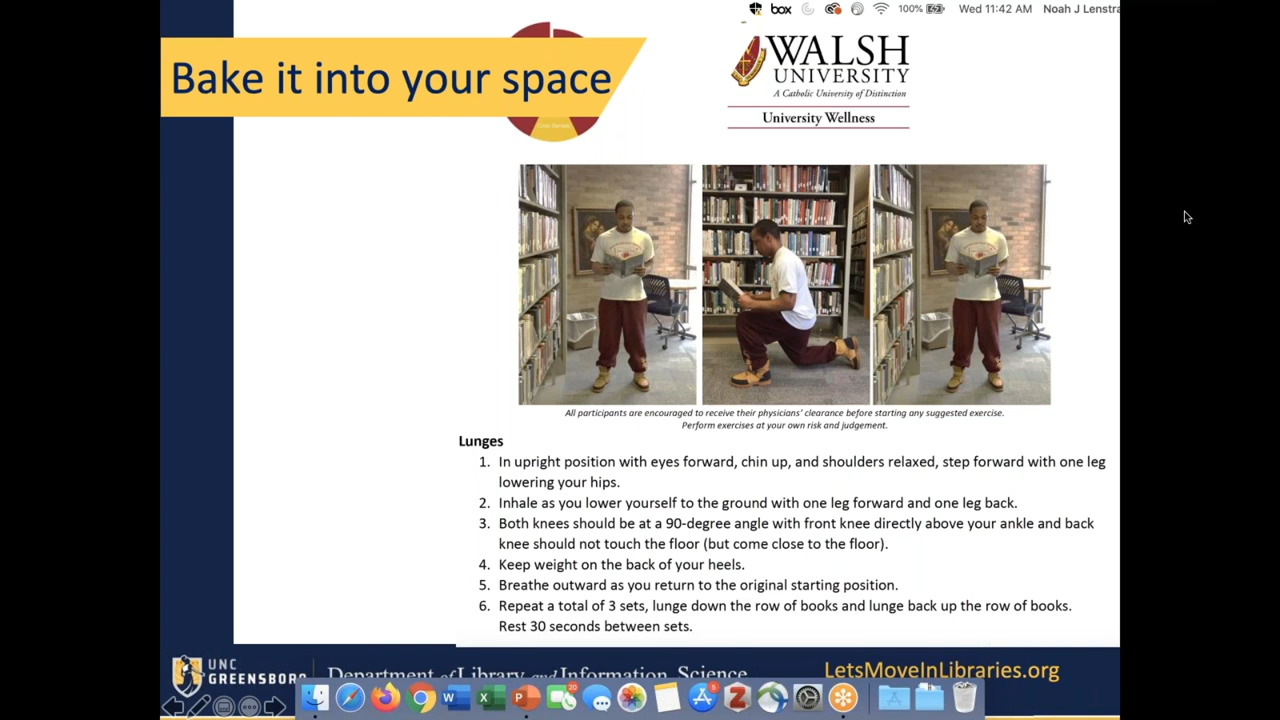 100%
Wed 11:42 AM
Noah J Lenstra
box
Bake it into your space
Civic Service
WALSH
UNIVERSITY
A Catholic University of Distinction
University Wellness
All participants are encouraged to receive their physicians' clearance before starting any suggested exercise.
Perform exercises at your own risk and judgement.
Lunges
1. In upright position with eyes forward, chin up, and shoulders relaxed, step forward with one leg
lowering your hips.
2. Inhale as you lower yourself to the ground with one leg forward and one leg back.
3. Both knees should be at a 90-degree angle with front knee directly above your ankle and back
knee should not touch the floor (but come close to the floor).
4. Keep weight on the back of your heels.
5. Breathe outward as you return to the original starting position.
6. Repeat a total of 3 sets, lunge down the row of books and lunge back up the row of books.
Rest 30 seconds between sets.
UNC
GREENSBORO
Department of Library and Information Science
LetsMoveInLibraries.org